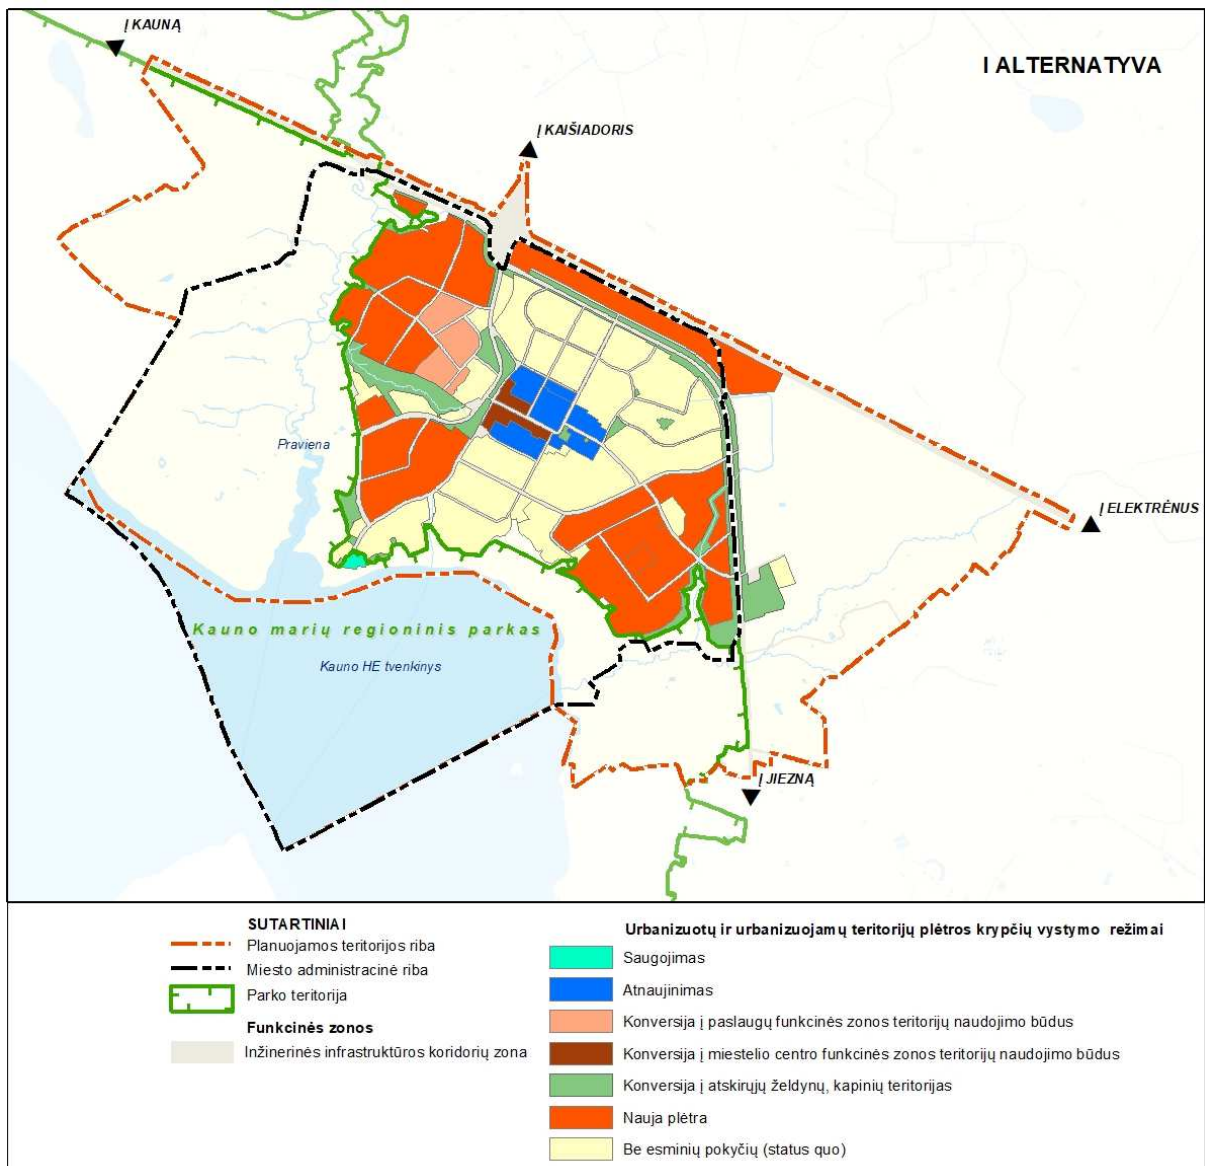 Į KAUNĄ
I ALTERNATYVA
Į KAIŠIADORIS
Praviena
Į ELEKTRĖNUS
Kauno marių regioninis parkas
Kauno HE tvenkinys
Į JIEZNĄ
SUTARTINIAI
Planuojamos teritorijos riba
Miesto administracinė riba
Parko teritorija
Funkcinės zonos
Inžinerinės infrastruktūros koridorių zona
Urbanizuotų ir urbanizuojamų teritorijų plėtros krypčių vystymo režimai
Saugojimas
Atnaujinimas
Konversija į paslaugų funkcinės zonos teritorijų naudojimo būdus
Konversija į miestelio centro funkcinės zonos teritorijų naudojimo būdus
Konversija į atskirųjų želdynų, kapinių teritorijas
Nauja plėtra
Be esminių pokyčių (status quo)